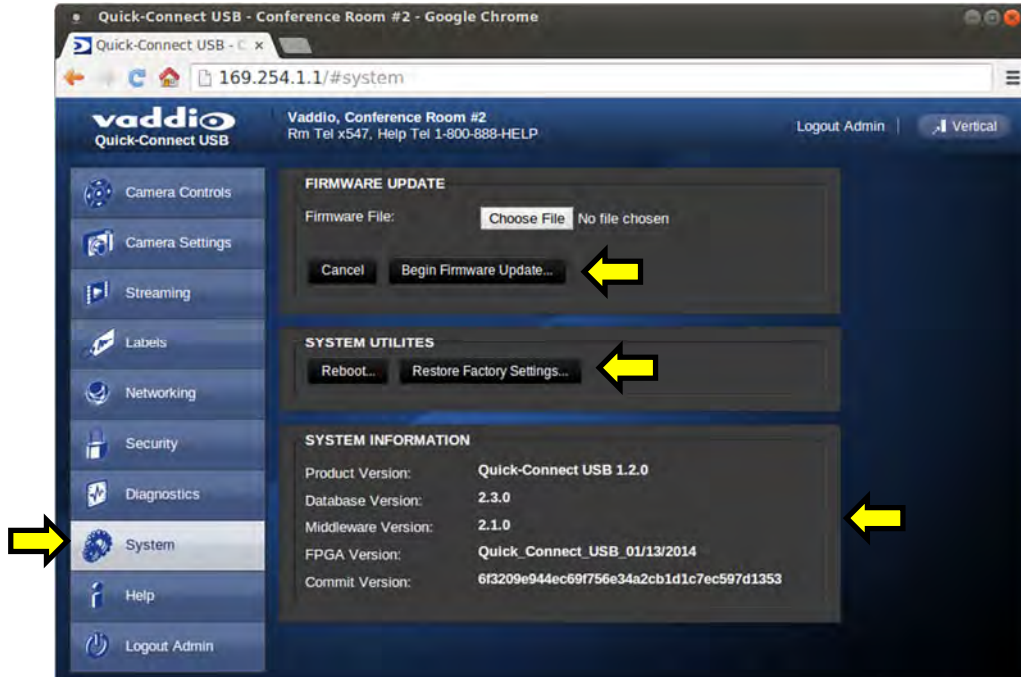 Quick-Connect USB - Conference Room #2 - Google Chrome
Quick-Connect USB - C
169.254.1.1/#system
vaddio
Quick-Connect USB
Vaddio, Conference Room #2
Rm Tel x547, Help Tel 1-800-888-HELP
Logout Admin
Vertical
Camera Controls
Camera Settings
Streaming
Labels
Networking
Security
Diagnostics
System
Help
Logout Admin
FIRMWARE UPDATE
Firmware File: Choose File No file chosen
Cancel Begin Firmware Update...
SYSTEM UTILITES
Reboot... Restore Factory Settings...
SYSTEM INFORMATION
Product Version: Quick-Connect USB 1.2.0
Database Version: 2.3.0
Middleware Version: 2.1.0
FPGA Version: Quick_Connect_USB_01/13/2014
Commit Version: 6f3209e944ec69f756e34a2cb1d1c7ec597d1353